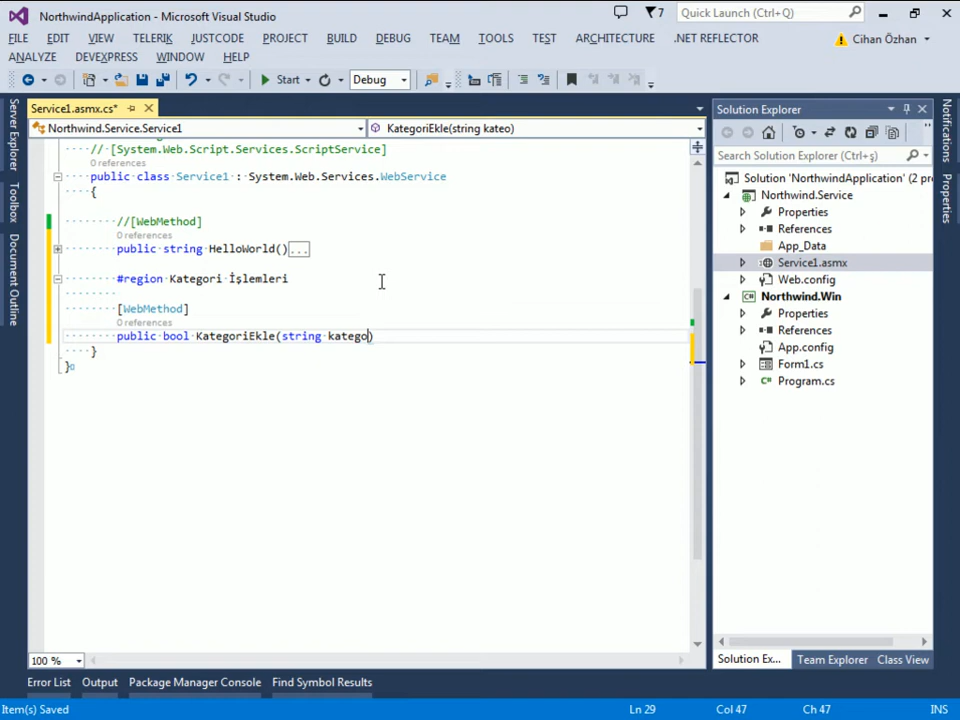 NorthwindApplication - Microsoft Visual Studio
7
Quick Launch (Ctrl+Q)
FILE EDIT VIEW TELERIK JUSTCODE PROJECT BUILD DEBUG TEAM TOOLS TEST ARCHITECTURE .NET REFLECTOR
Cihan Özhan
ANALYZE DEVEXPRESS WINDOW HELP
Start
Debug
Server Explorer
Toolbox
Document Outline
Service1.asmx.cs*
Northwind.Service.Service1
KategoriEkle(string kateo)
// [System.Web.Script.Services.ScriptService]
0 references
public class Service1 : System.Web.Services.WebService
{
//[WebMethod]
0 references
public string HelloWorld()...
#region Kategori İşlemleri
[WebMethod]
0 references
public bool KategoriEkle(string katego)
}
}
100 %
Solution Explorer
Search Solution Explorer (Ctrl+ş)
Solution 'NorthwindApplication' (2 pr
Northwind.Service
Properties
References
App_Data
Service1.asmx
Web.config
Northwind.Win
Properties
References
App.config
Form1.cs
Program.cs
Solution Ex... Team Explorer Class View
Notifications
Properties
Error List Output Package Manager Console Find Symbol Results
Item(s) Saved
Ln 29 Col 47 Ch 47 INS